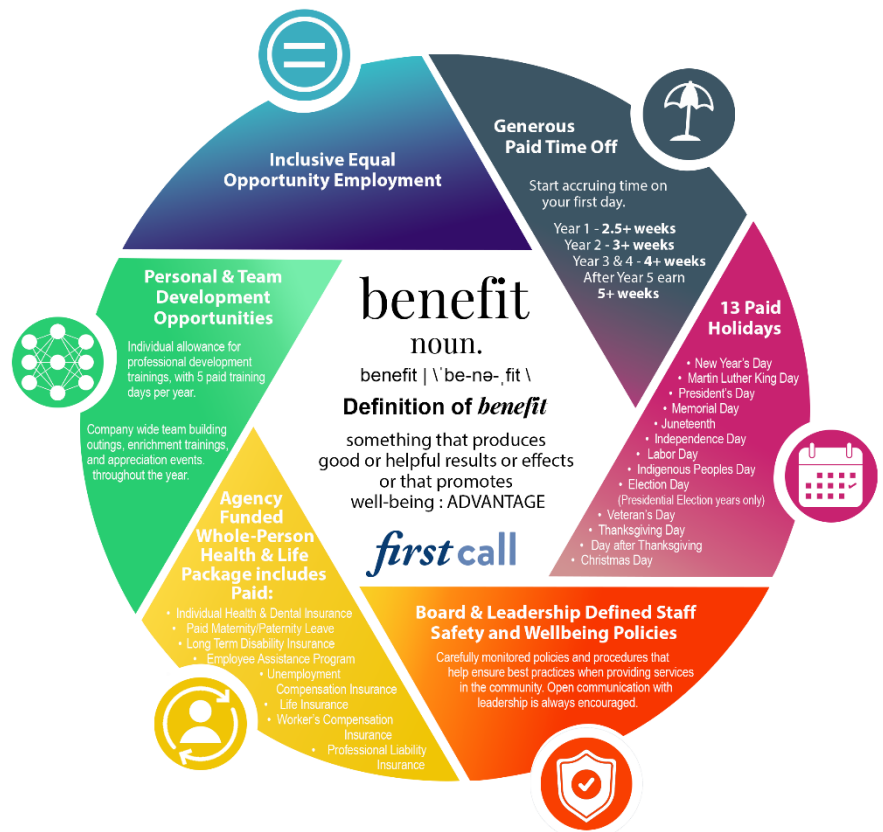 Inclusive Equal
Opportunity Employment
Generous
Paid Time Off
Start accruing time on
your first day.
Year 1 - 2.5+ weeks
Year 2 - 3+ weeks
Year 3 & 4 - 4+ weeks
After Year 5 earn
5+ weeks
13 Paid
Holidays
• New Year's Day
• Martin Luther King Day
• President's Day
• Memorial Day
• Juneteenth
• Independence Day
• Labor Day
• Indigenous Peoples Day
• Election Day
(Presidential Election years only)
• Veteran's Day
• Thanksgiving Day
• Day after Thanksgiving
• Christmas Day
Board & Leadership Defined Staff
Safety and Wellbeing Policies
Carefully monitored policies and procedures that
help ensure best practices when providing services
in the community. Open communication with
leadership is always encouraged.
Agency
Funded
Whole-Person
Health & Life
Package includes
Paid:
• Individual Health & Dental Insurance
• Paid Maternity/Paternity Leave
• Long Term Disability Insurance
• Employee Assistance Program
• Unemployment
Compensation Insurance
• Life Insurance
• Worker's Compensation
Insurance
• Professional Liability
Insurance
Personal & Team
Development
Opportunities
Individual allowance for
professional development
trainings, with 5 paid training
days per year.
Company wide team building
outings, enrichment trainings,
and appreciation events.
throughout the year.
benefit
noun.
benefit | \ˈbe-nə-ˌfit \
Definition of benefit
something that produces
good or helpful results or effects
or that promotes
well-being : ADVANTAGE
first call